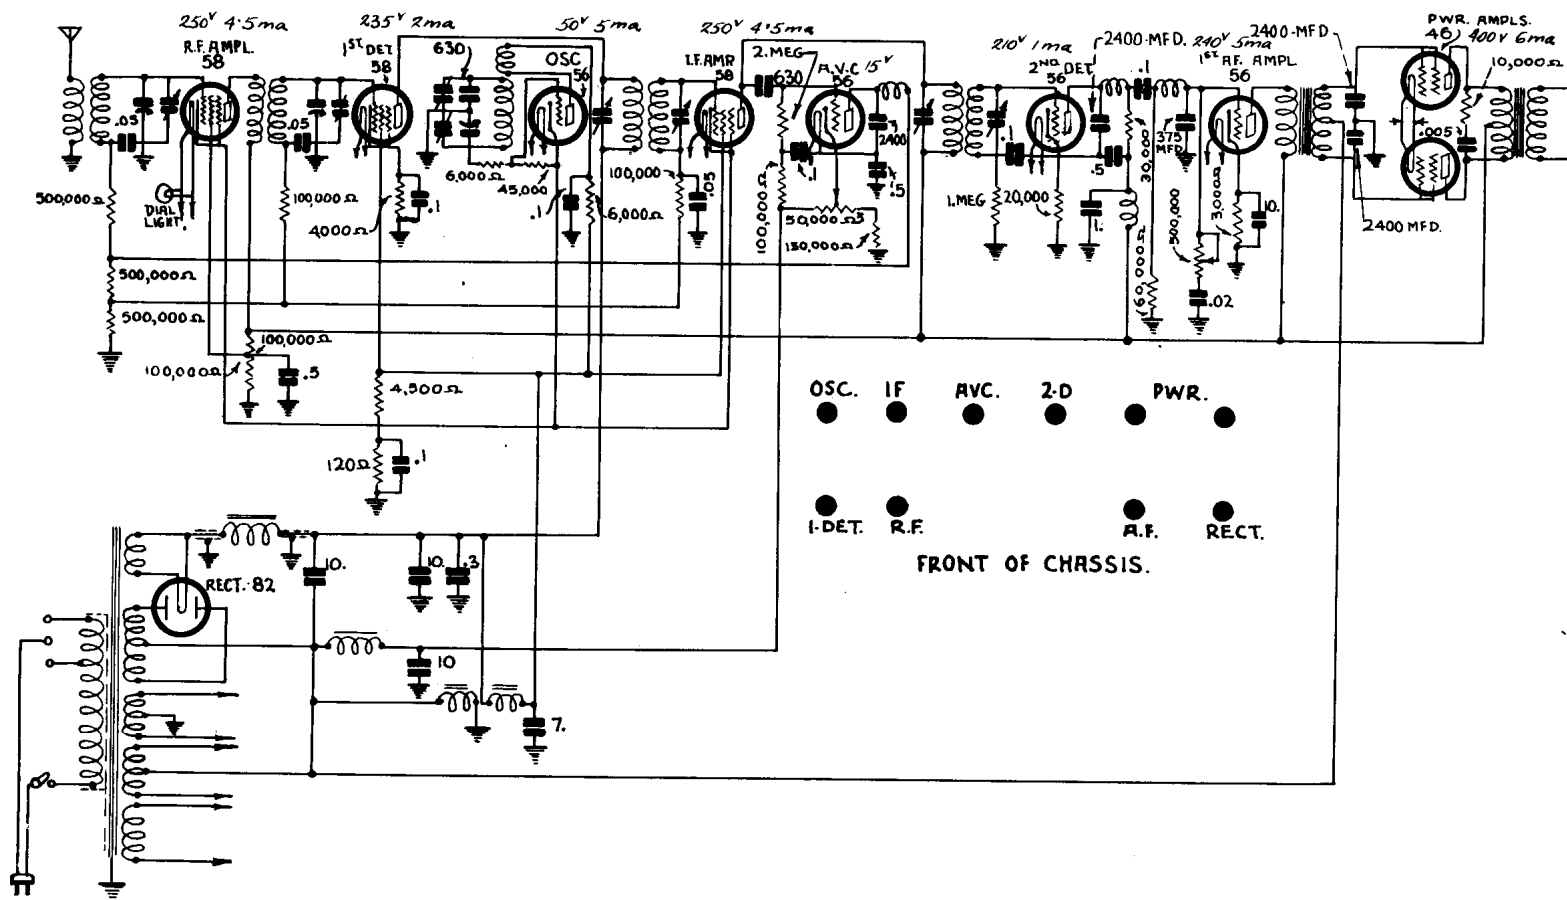 250V 4.5ma
R.F. AMPL.
58
235V 2ma
1ST DET
58
630
50V 5ma
OSC
56
250V 4.5ma
I.F. AMP
58
2.MEG
630
A.V.C 15V
56
210V 1ma
2ND DET.
56
2400-MFD.
240V 5ma
1ST AF. AMPL
56
2400-MFD
PWR. AMPLS.
46
400V 6ma
10,000Ω
.05
.05
2400
.1
.1
.5
.1
.5
375
MFD.
.005
500,000Ω
DIAL
LIGHT.
100,000Ω
4,000Ω
.1
6,000Ω
45,000
.1
6,000Ω
100,000
.05
100,000Ω
50,000Ω
130,000Ω
1.MEG
20,000
1.
30,000
60,000Ω
500,000
3,000Ω
10.
.02
2400 MFD.
500,000Ω
500,000Ω
100,000Ω
100,000Ω
.5
4,500Ω
120Ω
.1
OSC. IF AVC. 2-D PWR.
1-DET. R.F. A.F. RECT.
FRONT OF CHASSIS.
RECT. 82
10.
10.
.3
10
7.